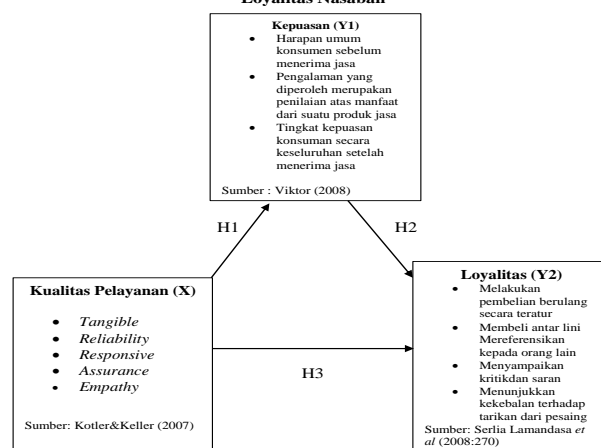 Loyalitas Nasabah
Kepuasan (Y1)
• Harapan umum
konsumen sebelum
menerima jasa
• Pengalaman yang
diperoleh merupakan
penilaian atas manfaat
dari suatu produk jasa
• Tingkat kepuasan
konsuman secara
keseluruhan setelah
menerima jasa
Sumber : Viktor (2008)
H1
H2
Kualitas Pelayanan (X)
• Tangible
• Reliability
• Responsive
• Assurance
• Empathy
Sumber: Kotler&Keller (2007)
H3
Loyalitas (Y2)
• Melakukan
pembelian berulang
secara teratur
• Membeli antar lini
Mereferensikan
kepada orang lain
• Menyampaikan
kritikdan saran
• Menunjukkan
kekebalan terhadap
tarikan dari pesaing
Sumber: Serlia Lamandasa et
al (2008:270)